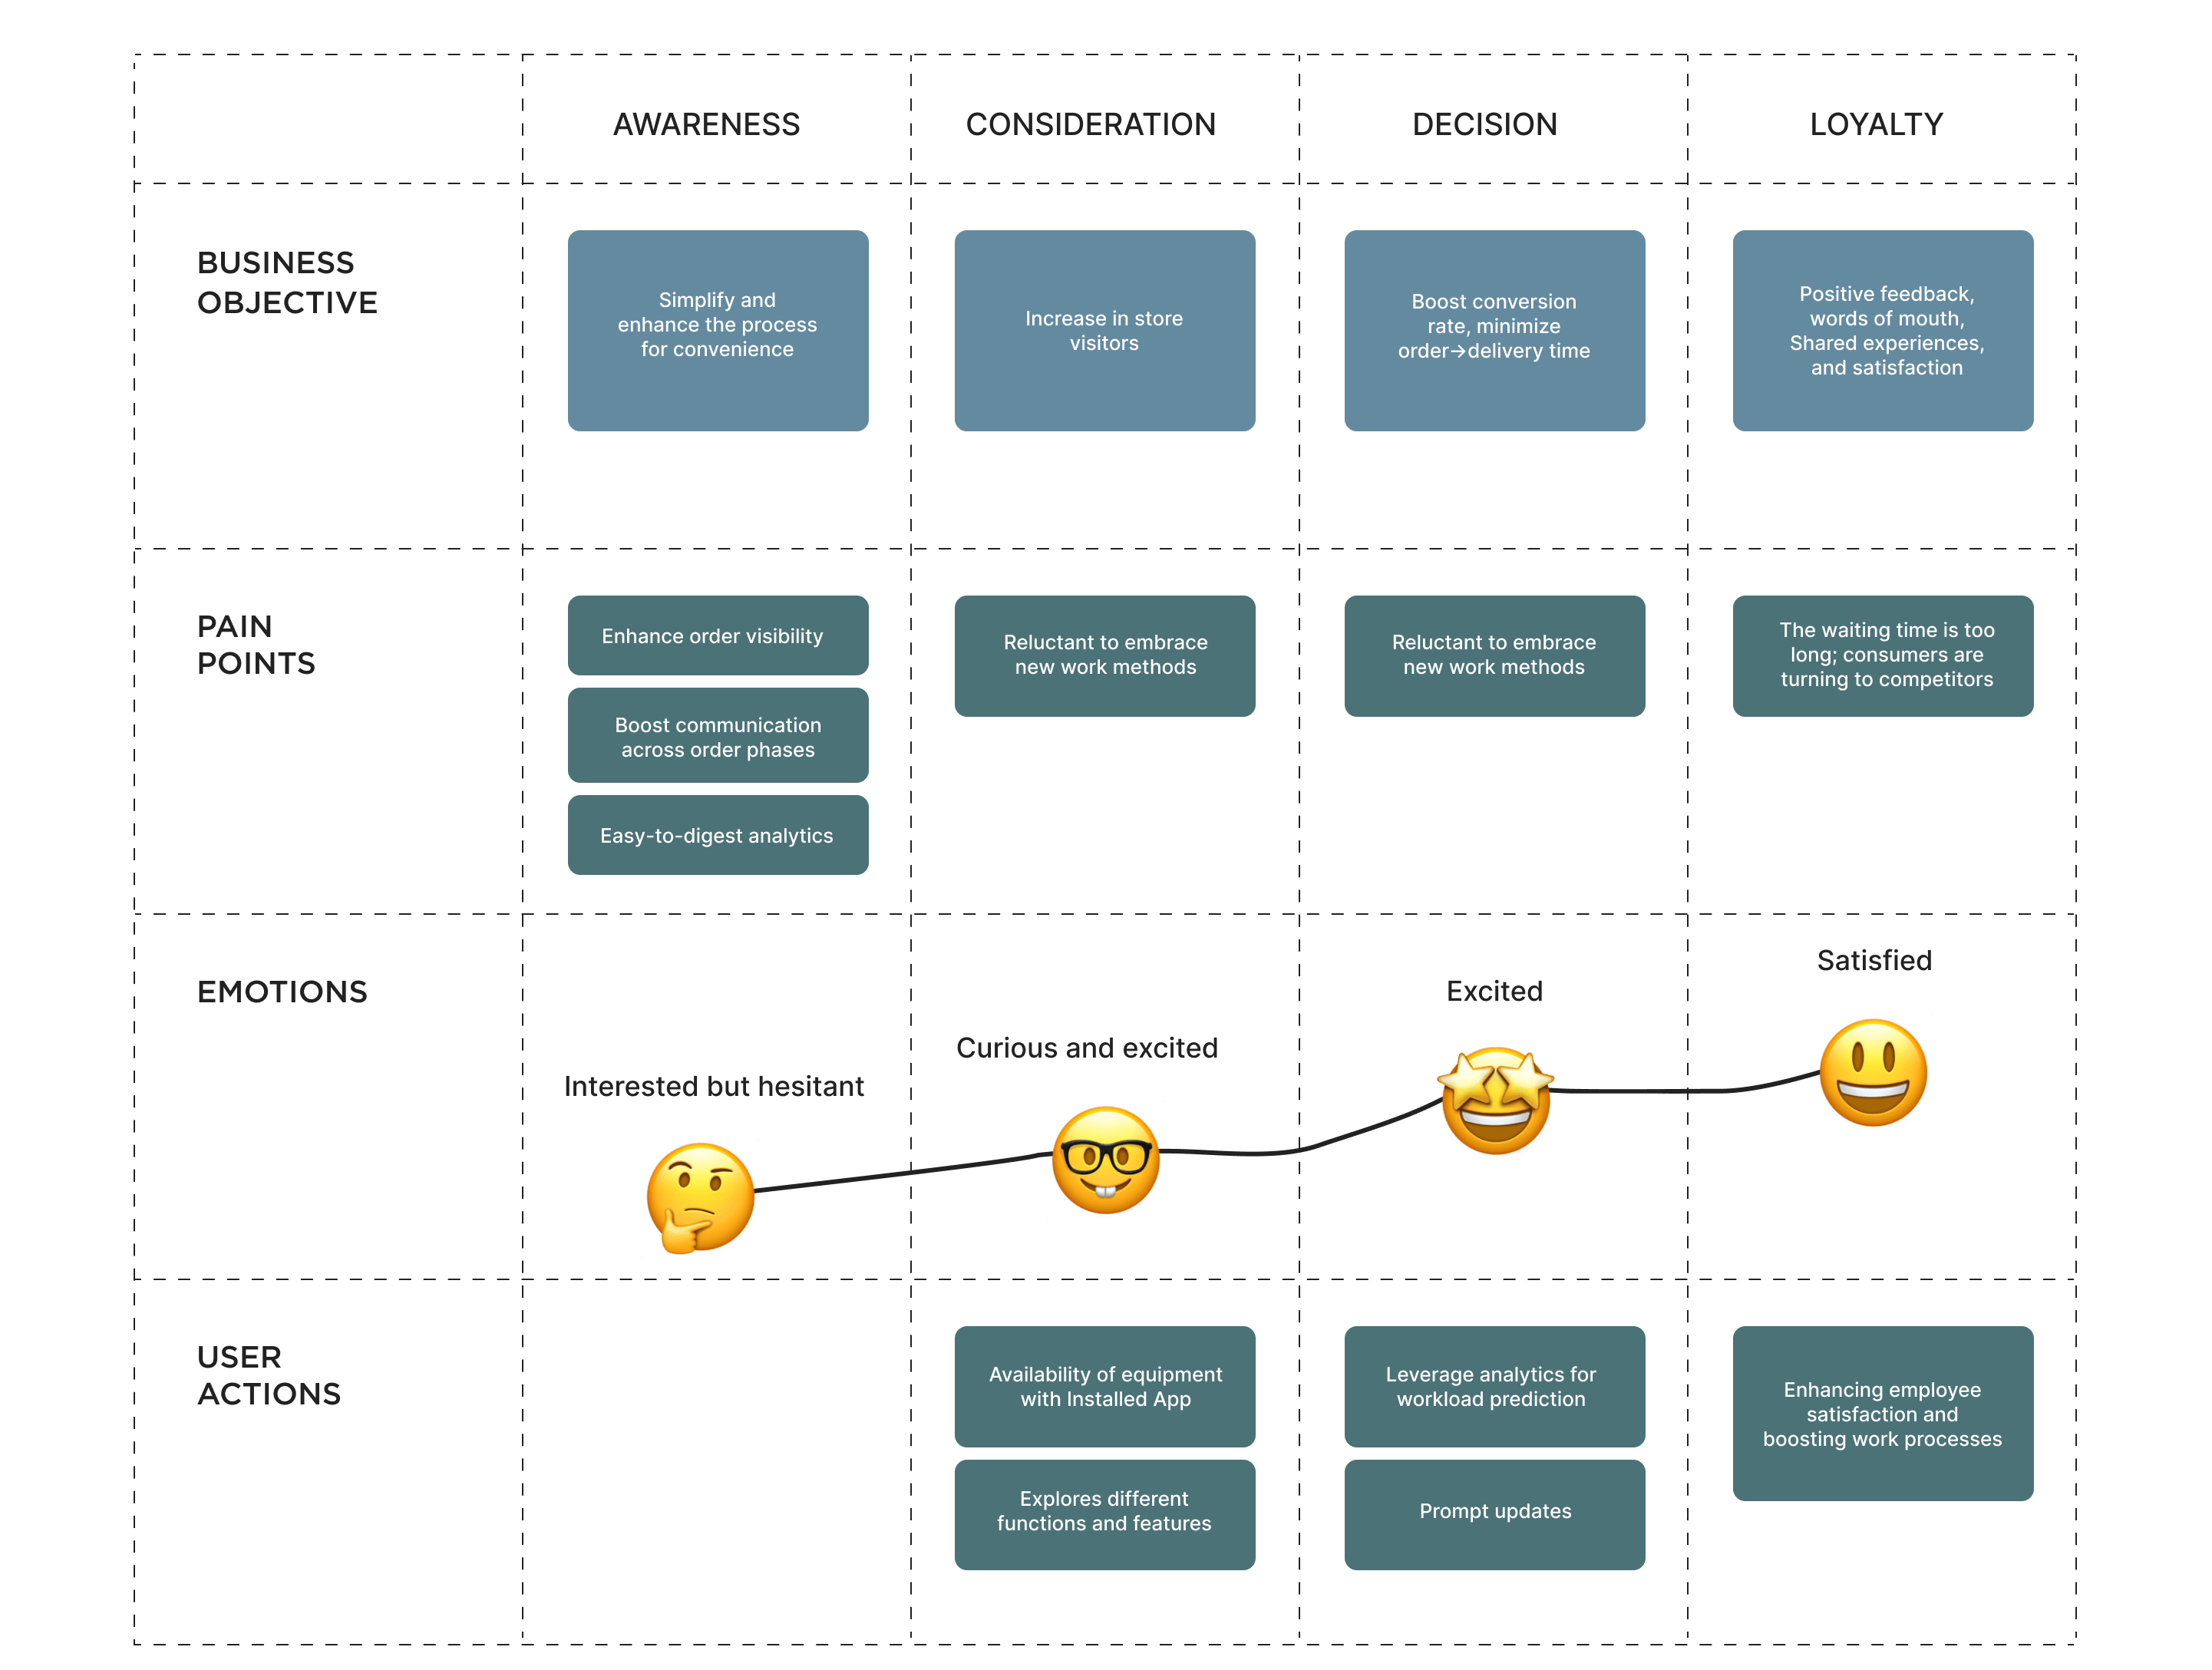 AWARENESS
CONSIDERATION
DECISION
LOYALTY
BUSINESS
OBJECTIVE
Simplify and
enhance the process
for convenience
Increase in store
visitors
Boost conversion
rate, minimize
order→delivery time
Positive feedback,
words of mouth,
Shared experiences,
and satisfaction
PAIN
POINTS
Enhance order visibility
Boost communication
across order phases
Easy-to-digest analytics
Reluctant to embrace
new work methods
Reluctant to embrace
new work methods
The waiting time is too
long; consumers are
turning to competitors
EMOTIONS
Interested but hesitant
Curious and excited
Excited
Satisfied
USER
ACTIONS
Availability of equipment
with Installed App
Explores different
functions and features
Leverage analytics for
workload prediction
Prompt updates
Enhancing employee
satisfaction and
boosting work processes